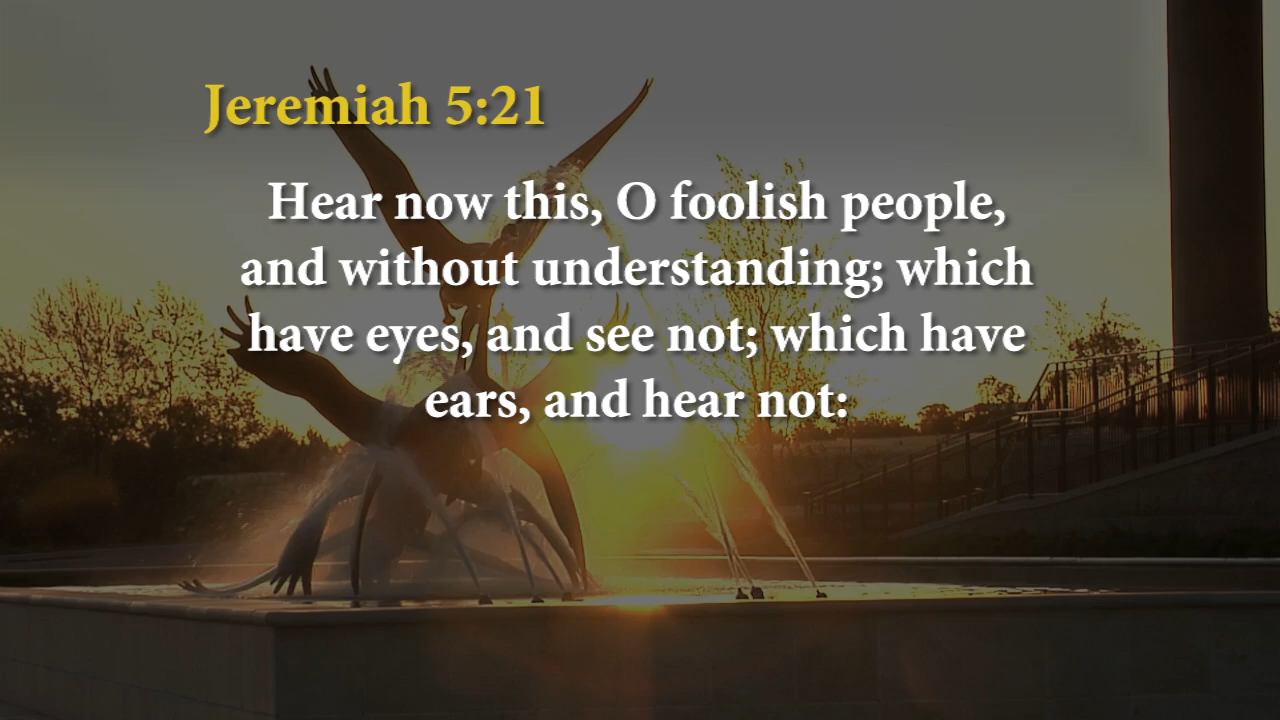 Jeremiah 5:21
Hear now this, O foolish people,
and without understanding; which
have eyes, and see not; which have
ears, and hear not: